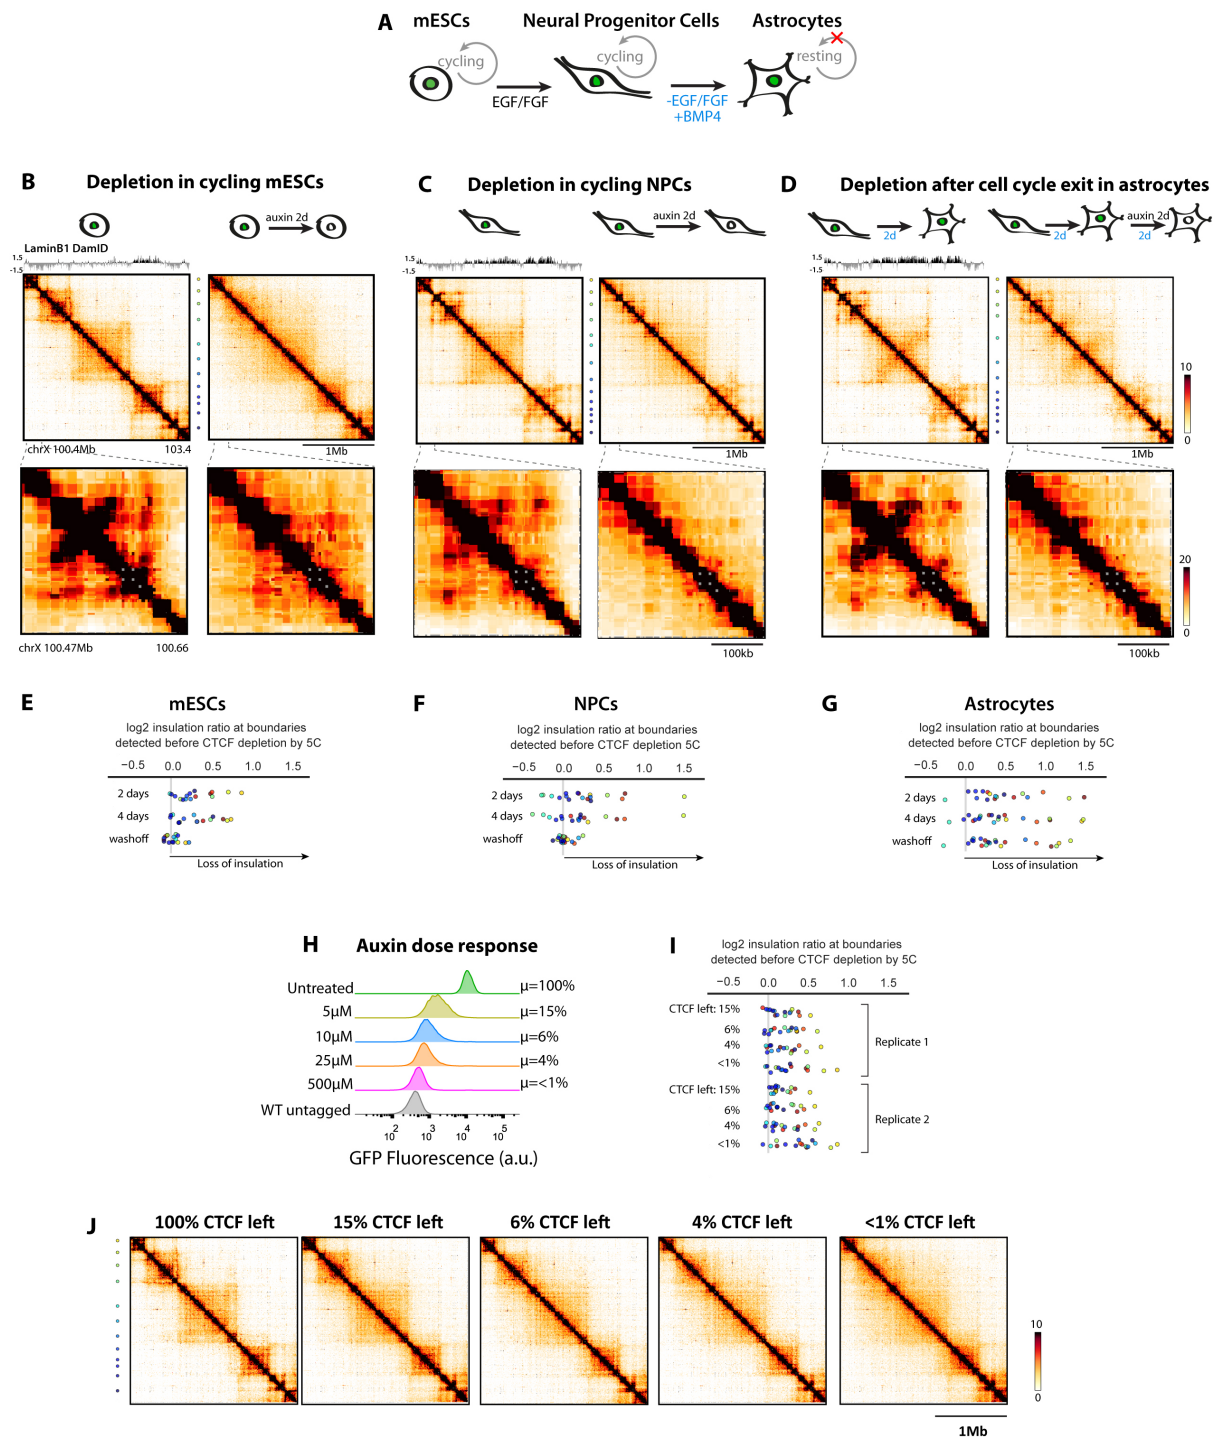 A
mESCs
Neural Progenitor Cells
Astrocytes
cycling
cycling
resting
EGF/FGF
-EGF/FGF
+BMP4
B
Depletion in cycling mESCs
auxin 2d
LaminB1 DamID
1.5
-1.5
chrX 100.4Mb
103.4
1Mb
chrX 100.47Mb
100.66
C
Depletion in cycling NPCs
auxin 2d
1.5
-1.5
1Mb
100kb
D
Depletion after cell cycle exit in astrocytes
2d
2d
auxin 2d
2d
1.5
-1.5
10
0
1Mb
20
0
100kb
E
mESCs
log2 insulation ratio at boundaries
detected before CTCF depletion by 5C
−0.5 0.0 0.5 1.0 1.5
2 days
4 days
washoff
Loss of insulation
F
NPCs
log2 insulation ratio at boundaries
detected before CTCF depletion by 5C
−0.5 0.0 0.5 1.0 1.5
2 days
4 days
washoff
Loss of insulation
G
Astrocytes
log2 insulation ratio at boundaries
detected before CTCF depletion by 5C
−0.5 0.0 0.5 1.0 1.5
2 days
4 days
washoff
Loss of insulation
H
Auxin dose response
Untreated
μ=100%
5μM
μ=15%
10μM
μ=6%
25μM
μ=4%
500μM
μ=<1%
WT untagged
10² 10³ 10⁴ 10⁵
GFP Fluorescence (a.u.)
I
log2 insulation ratio at boundaries
detected before CTCF depletion by 5C
−0.5 0.0 0.5 1.0 1.5
CTCF left: 15%
6%
4%
<1%
Replicate 1
CTCF left: 15%
6%
4%
<1%
Replicate 2
J
100% CTCF left
15% CTCF left
6% CTCF left
4% CTCF left
<1% CTCF left
10
0
1Mb